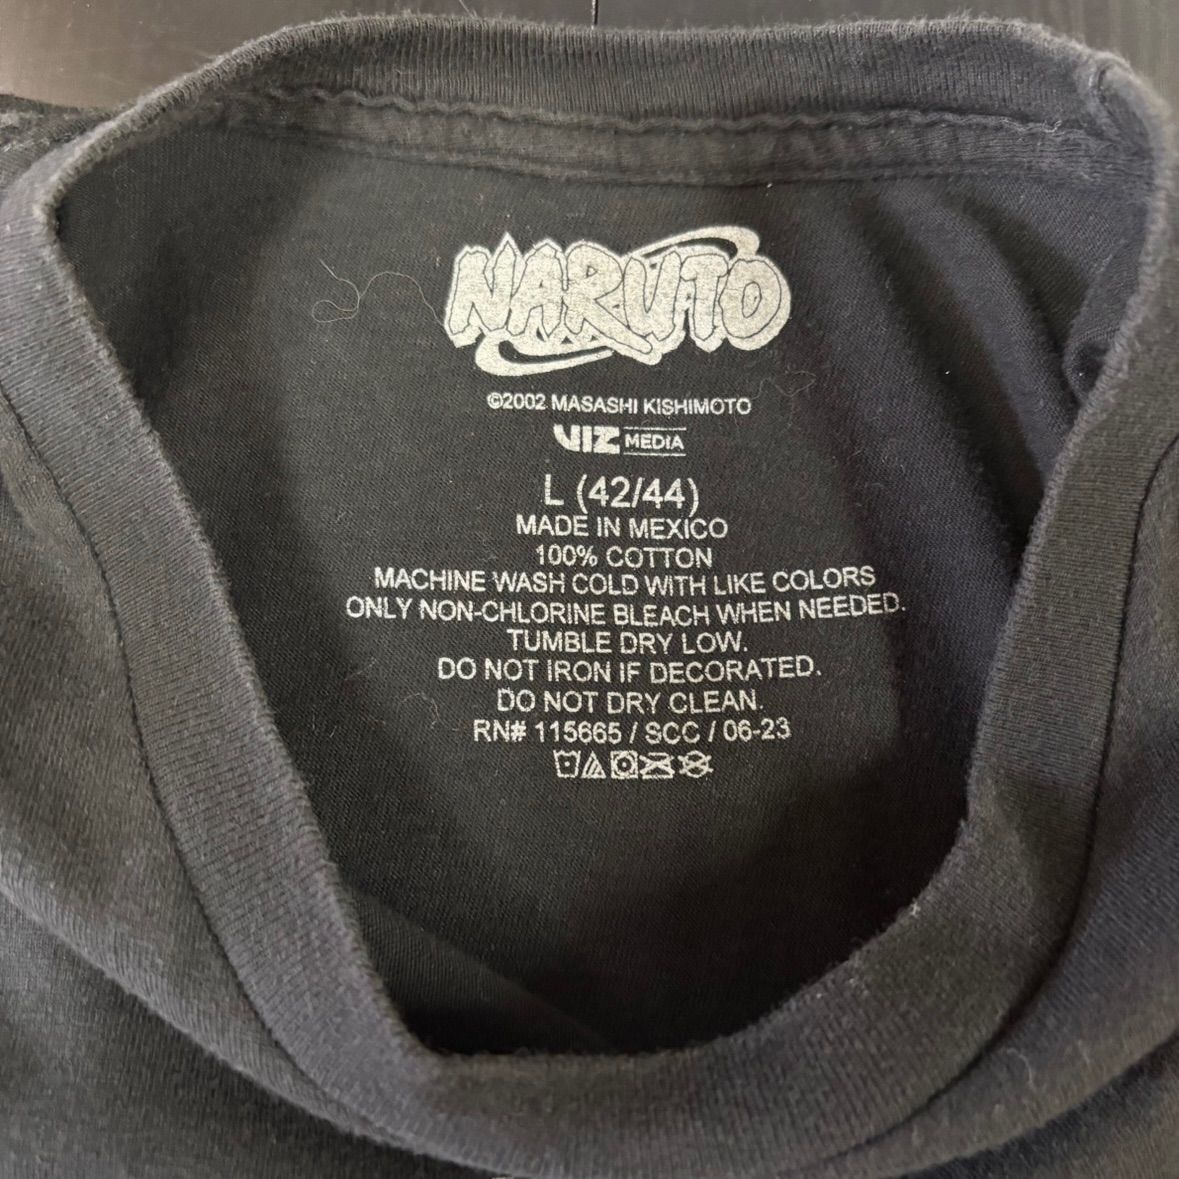 NARUTO
©2002 MASASHI KISHIMOTO
VIZ MEDIA
L (42/44)
MADE IN MEXICO
100% COTTON
MACHINE WASH COLD WITH LIKE COLORS
ONLY NON-CHLORINE BLEACH WHEN NEEDED.
TUMBLE DRY LOW.
DO NOT IRON IF DECORATED.
DO NOT DRY CLEAN.
RN# 115665 / SCC / 06-23